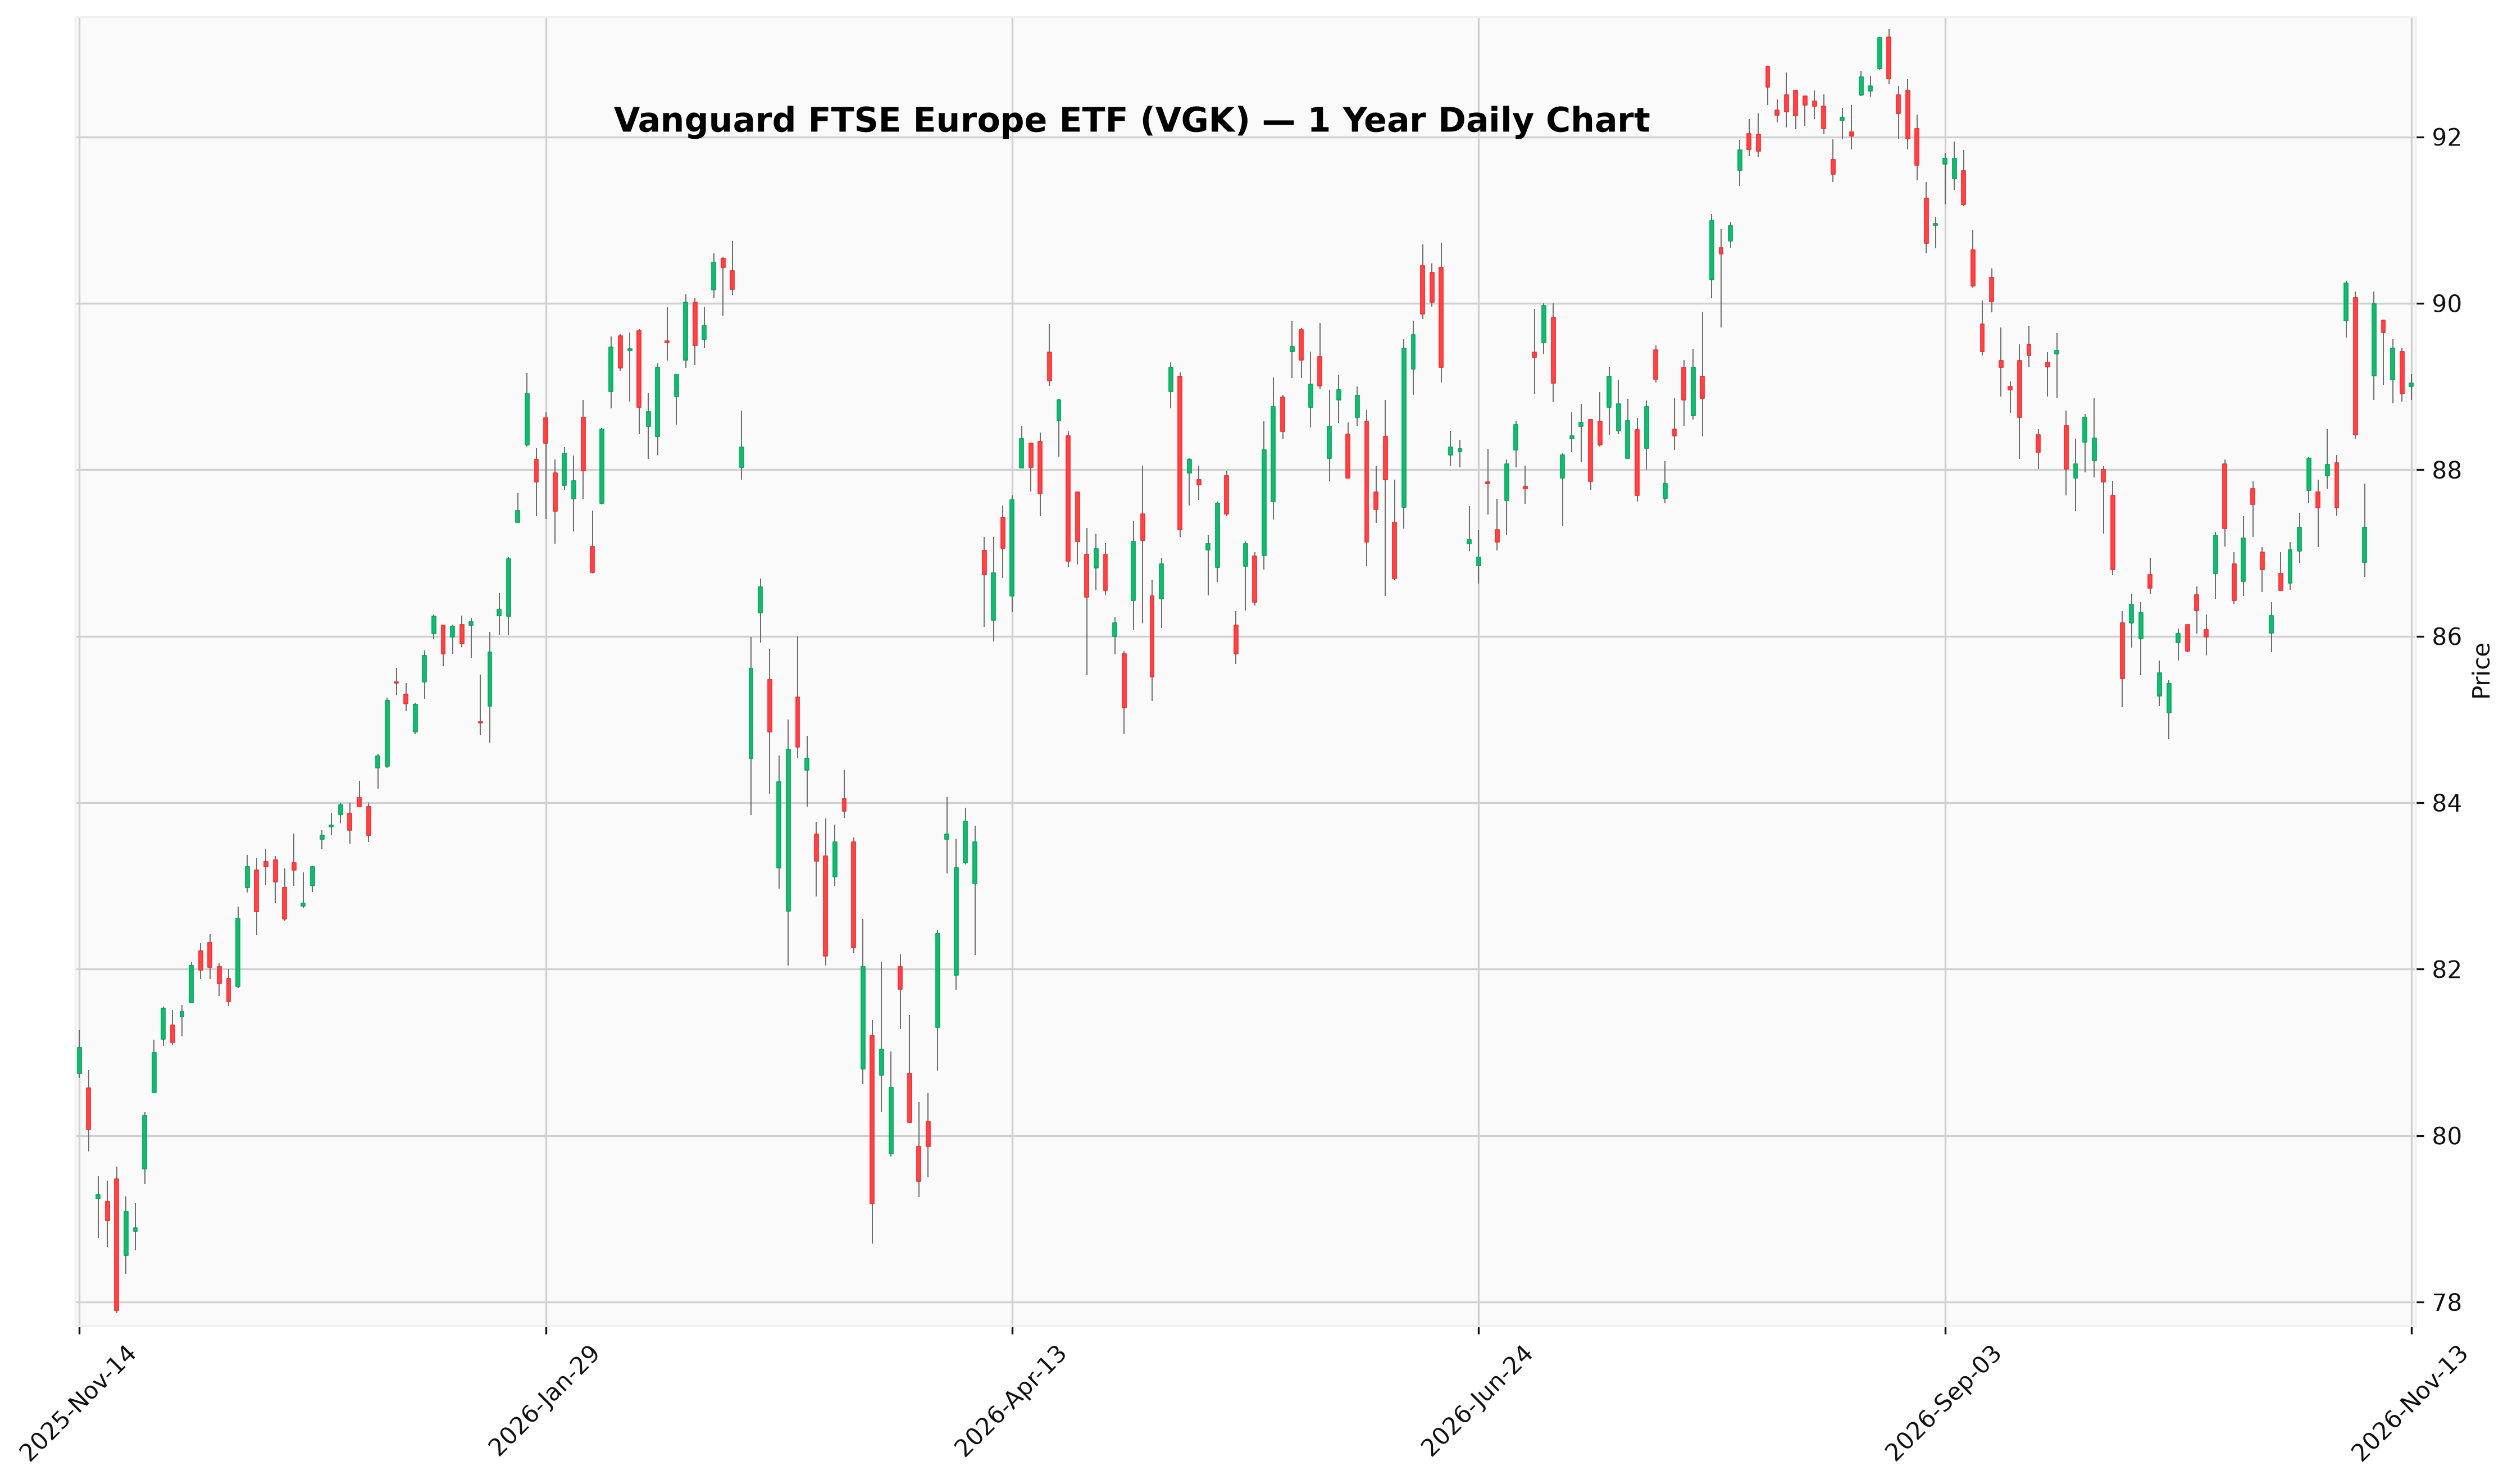 Vanguard FTSE Europe ETF (VGK) — 1 Year Daily Chart
92
90
88
86
84
82
80
78
Price
2025-Nov-14
2026-Jan-29
2026-Apr-13
2026-Jun-24
2026-Sep-03
2026-Nov-13